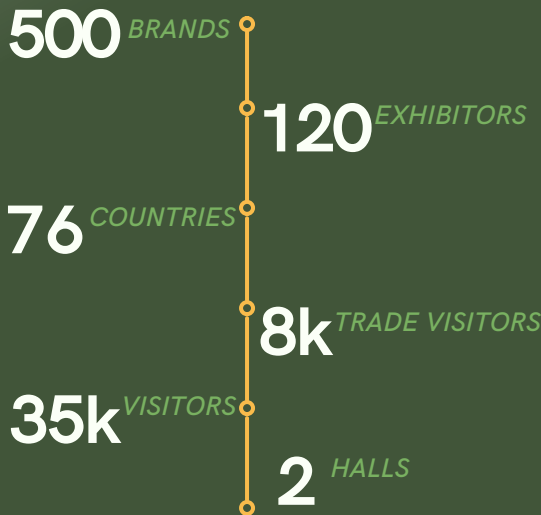 500 BRANDS
120 EXHIBITORS
76 COUNTRIES
8k TRADE VISITORS
35k VISITORS
2 HALLS